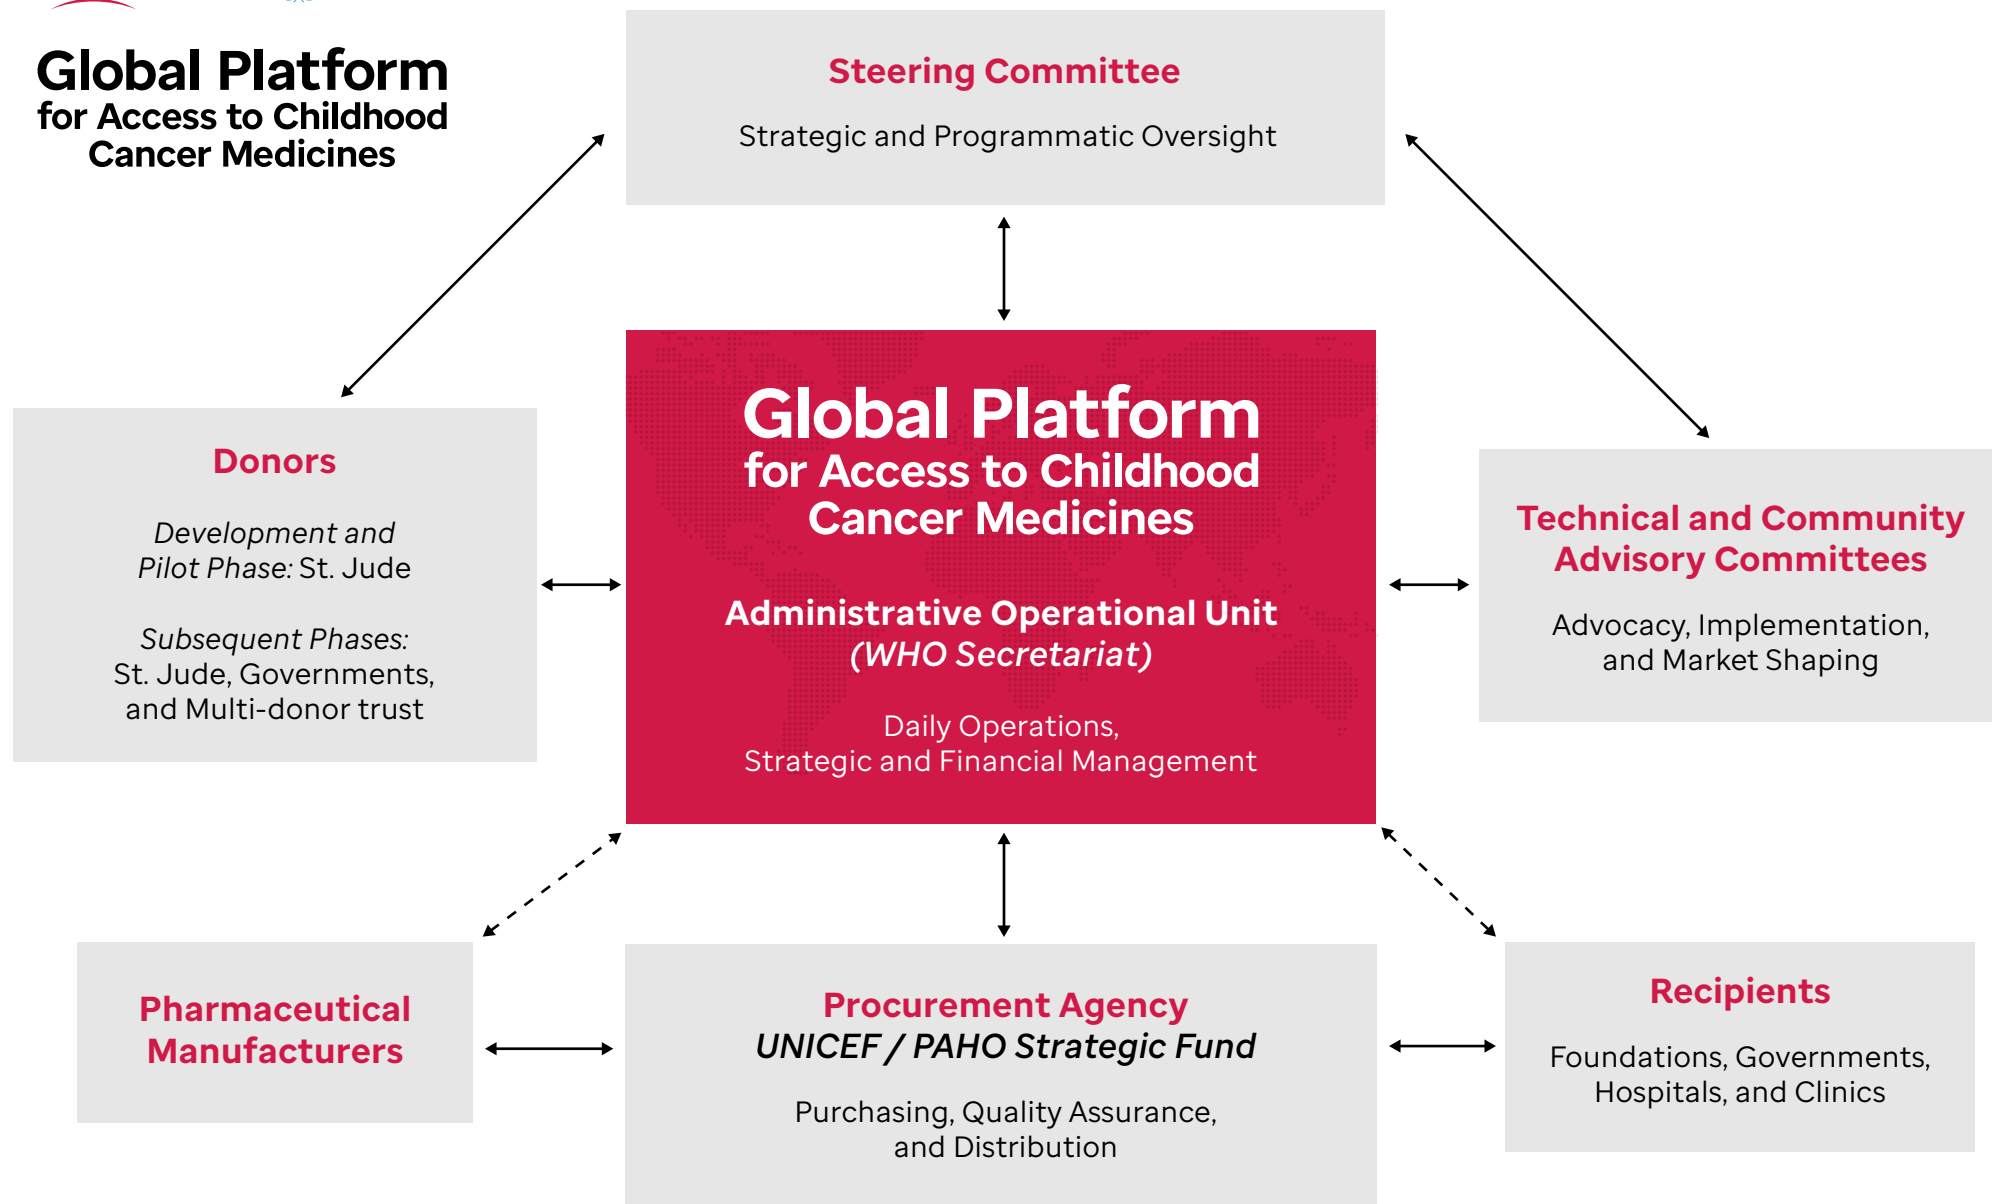 Global Platform
for Access to Childhood
Cancer Medicines
Steering Committee
Strategic and Programmatic Oversight
Donors
Development and
Pilot Phase: St. Jude
Subsequent Phases:
St. Jude, Governments,
and Multi-donor trust
Global Platform
for Access to Childhood
Cancer Medicines
Administrative Operational Unit
(WHO Secretariat)
Daily Operations,
Strategic and Financial Management
Technical and Community
Advisory Committees
Advocacy, Implementation,
and Market Shaping
Pharmaceutical
Manufacturers
Procurement Agency
UNICEF / PAHO Strategic Fund
Purchasing, Quality Assurance,
and Distribution
Recipients
Foundations, Governments,
Hospitals, and Clinics